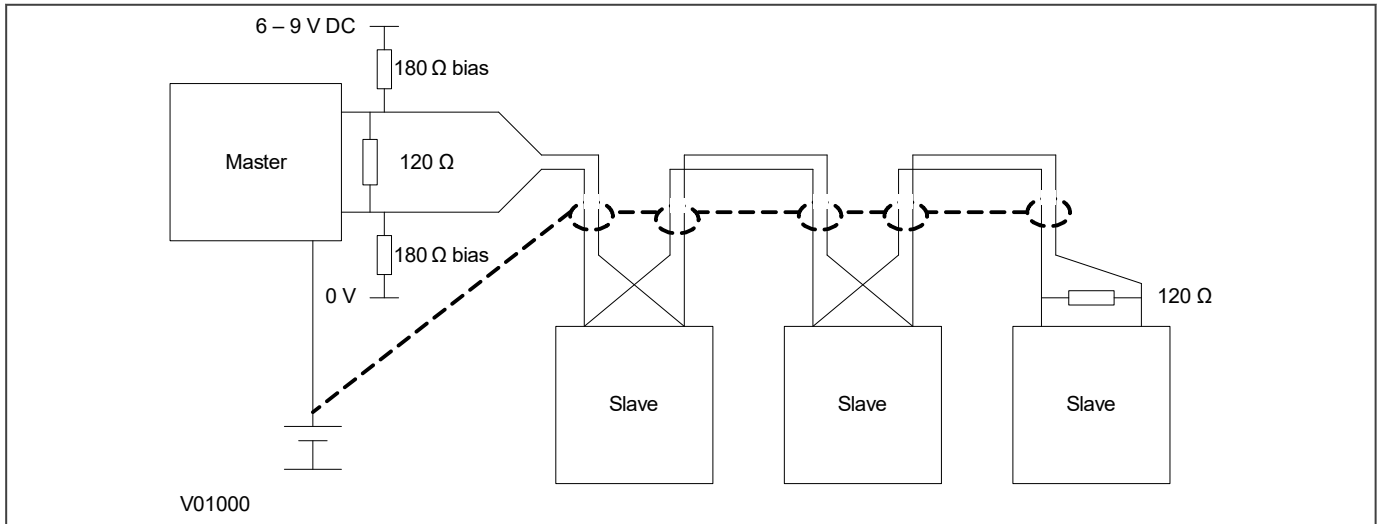 6 – 9 V DC
180 Ω bias
Master
120 Ω
180 Ω bias
0 V
120 Ω
Slave
Slave
Slave
V01000